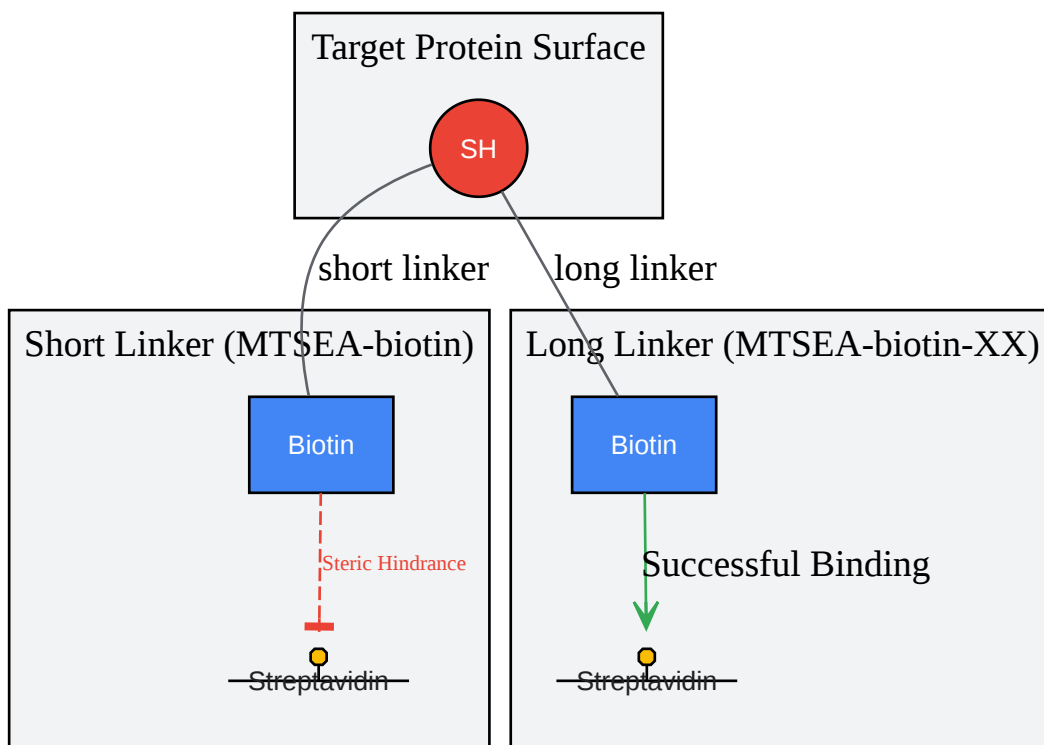 Target Protein Surface
SH
short linker
long linker
Short Linker (MTSEA-biotin)
Biotin
Steric Hindrance
Streptavidin
Long Linker (MTSEA-biotin-XX)
Biotin
Successful Binding
Streptavidin